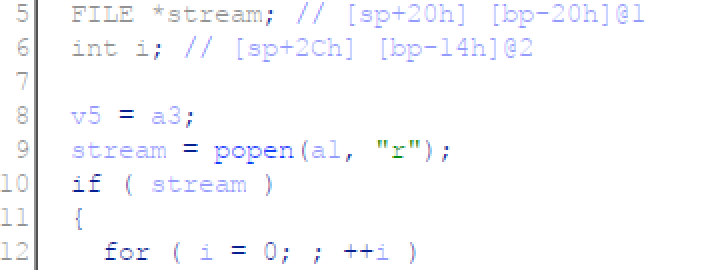 5 FILE *stream; // [sp+20h] [bp-20h]@1
6 int i; // [sp+2Ch] [bp-14h]@2
7
8 v5 = a3;
9 stream = popen(a1, "r");
10 if ( stream )
11 {
12 for ( i = 0; ; ++i )